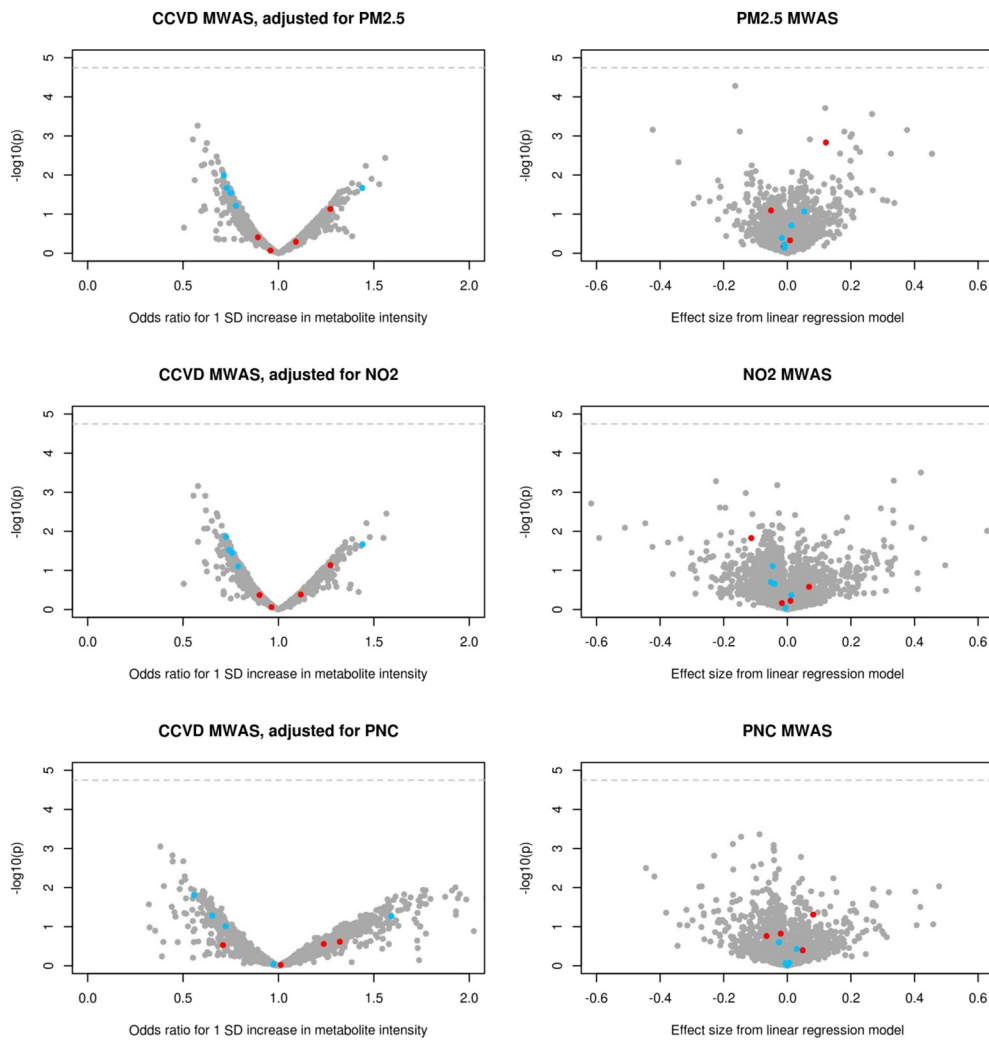 CCVD MWAS, adjusted for PM2.5
-log10(p)
5
4
3
2
1
0
0.0 0.5 1.0 1.5 2.0
Odds ratio for 1 SD increase in metabolite intensity
PM2.5 MWAS
-log10(p)
5
4
3
2
1
0
-0.6 -0.4 -0.2 0.0 0.2 0.4 0.6
Effect size from linear regression model
CCVD MWAS, adjusted for NO2
-log10(p)
5
4
3
2
1
0
0.0 0.5 1.0 1.5 2.0
Odds ratio for 1 SD increase in metabolite intensity
NO2 MWAS
-log10(p)
5
4
3
2
1
0
-0.6 -0.4 -0.2 0.0 0.2 0.4 0.6
Effect size from linear regression model
CCVD MWAS, adjusted for PNC
-log10(p)
5
4
3
2
1
0
0.0 0.5 1.0 1.5 2.0
Odds ratio for 1 SD increase in metabolite intensity
PNC MWAS
-log10(p)
5
4
3
2
1
0
-0.6 -0.4 -0.2 0.0 0.2 0.4 0.6
Effect size from linear regression model